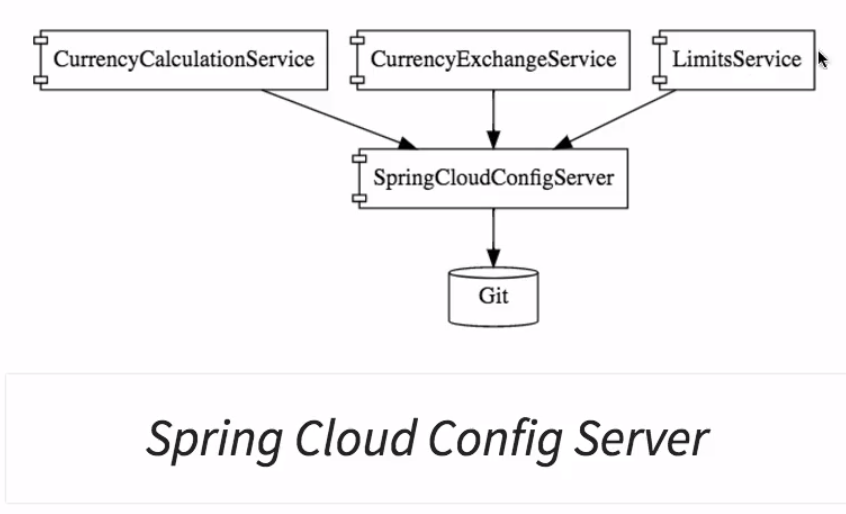 CurrencyCalculationService
CurrencyExchangeService
LimitsService
SpringCloudConfigServer
Git
Spring Cloud Config Server